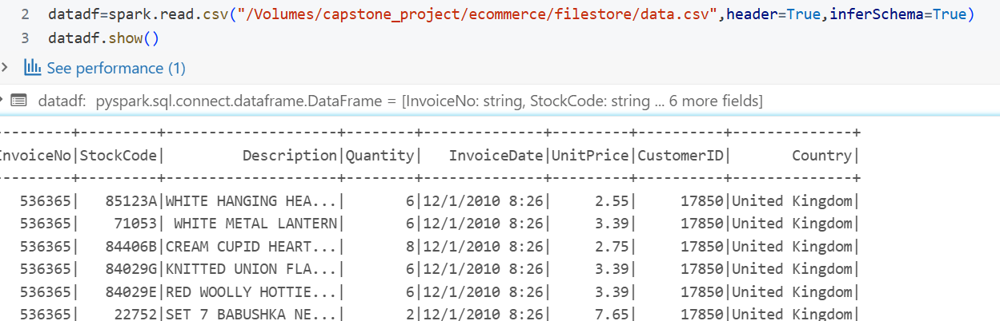 2 datadf=spark.read.csv("/Volumes/capstone_project/ecommerce/filestore/data.csv",header=True,inferSchema=True)
3 datadf.show()
See performance (1)
datadf: pyspark.sql.connect.dataframe.DataFrame = [InvoiceNo: string, StockCode: string ... 6 more fields]
---------+---------+--------------------+--------+--------------+---------+----------+--------------+
InvoiceNo|StockCode|         Description|Quantity|   InvoiceDate|UnitPrice|CustomerID|       Country|
---------+---------+--------------------+--------+--------------+---------+----------+--------------+
   536365|   85123A|WHITE HANGING HEA...|       6|12/1/2010 8:26|     2.55|     17850|United Kingdom|
   536365|    71053| WHITE METAL LANTERN|       6|12/1/2010 8:26|     3.39|     17850|United Kingdom|
   536365|   84406B|CREAM CUPID HEART...|       8|12/1/2010 8:26|     2.75|     17850|United Kingdom|
   536365|   84029G|KNITTED UNION FLA...|       6|12/1/2010 8:26|     3.39|     17850|United Kingdom|
   536365|   84029E|RED WOOLLY HOTTIE...|       6|12/1/2010 8:26|     3.39|     17850|United Kingdom|
   536365|    22752|SET 7 BABUSHKA NE...|       2|12/1/2010 8:26|     7.65|     17850|United Kingdom|